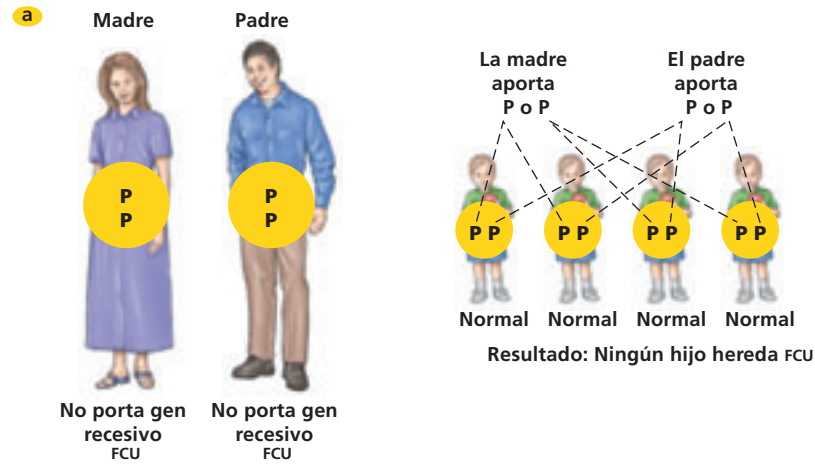 a
Madre
Padre
P
P
P
P
No porta gen
recesivo
FCU
No porta gen
recesivo
FCU
La madre
aporta
P o P
El padre
aporta
P o P
P P
P P
P P
P P
Normal
Normal
Normal
Normal
Resultado: Ningún hijo hereda FCU